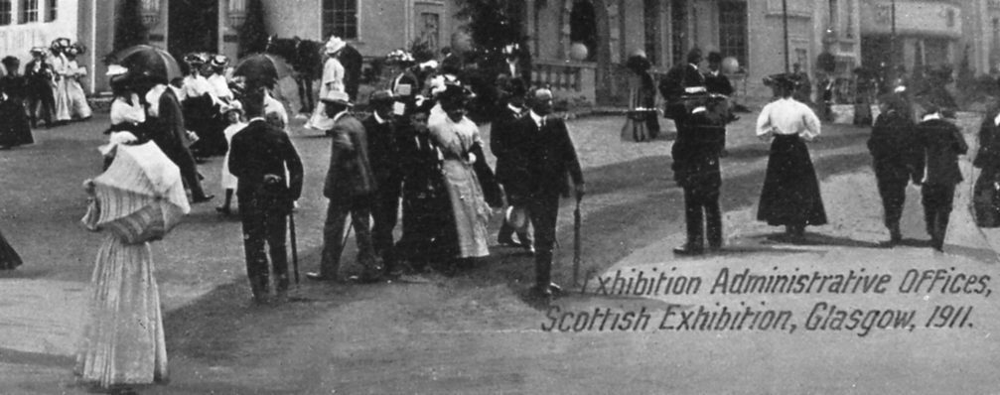 Exhibition Administrative Offices,
Scottish Exhibition, Glasgow, 1911.